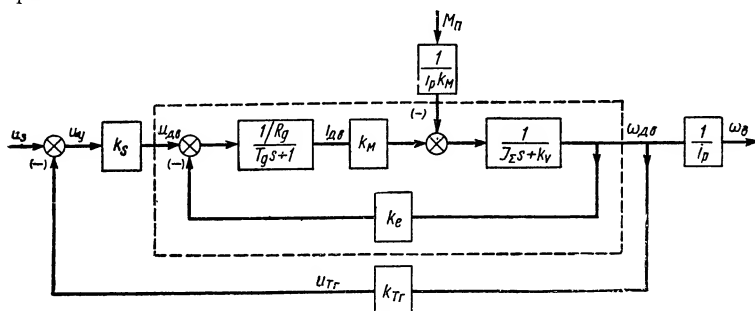 M_П
1 / i_p k_M
(-)
u_з
(-)
u_у
k_s
u_дв
(-)
1/R_g / T_g s+1
i_дв
k_M
1 / J_Σ s+k_v
ω_дв
1 / i_p
ω_в
k_e
u_Тг
k_Тг